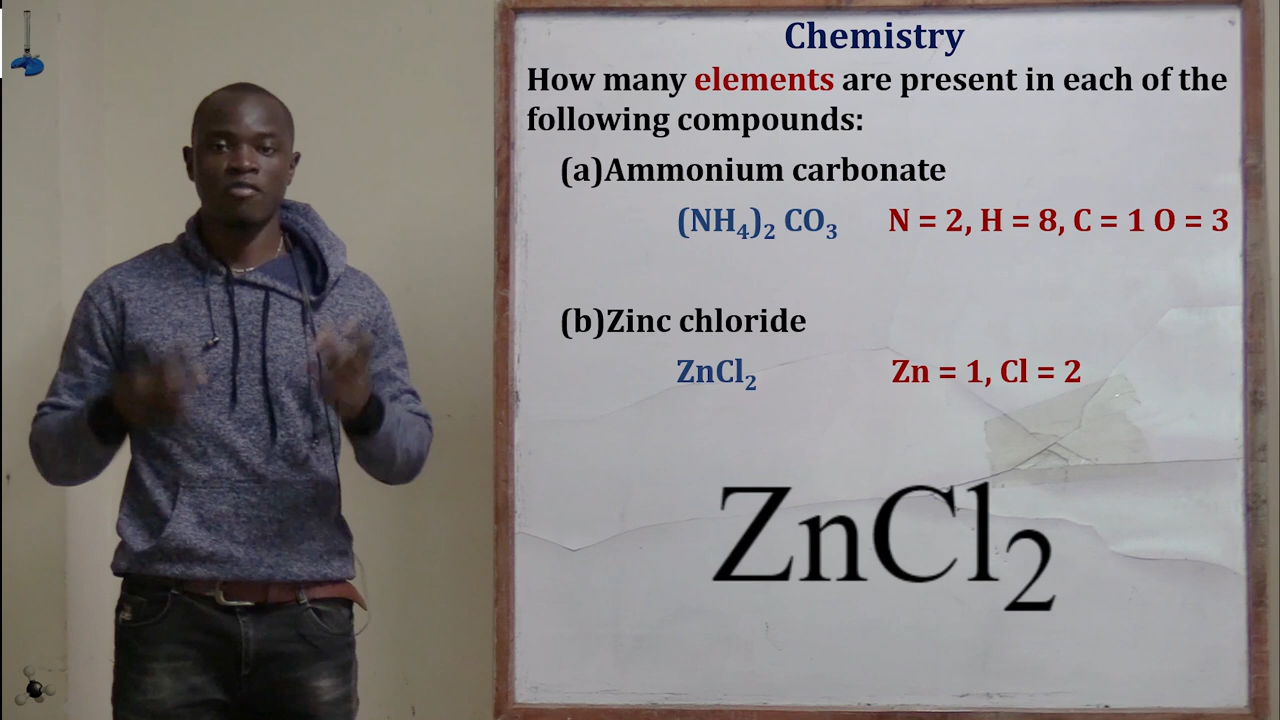 Chemistry
How many elements are present in each of the
following compounds:
(a)Ammonium carbonate
(NH₄)₂ CO₃ N = 2, H = 8, C = 1 O = 3
(b)Zinc chloride
ZnCl₂ Zn = 1, Cl = 2
ZnCl₂